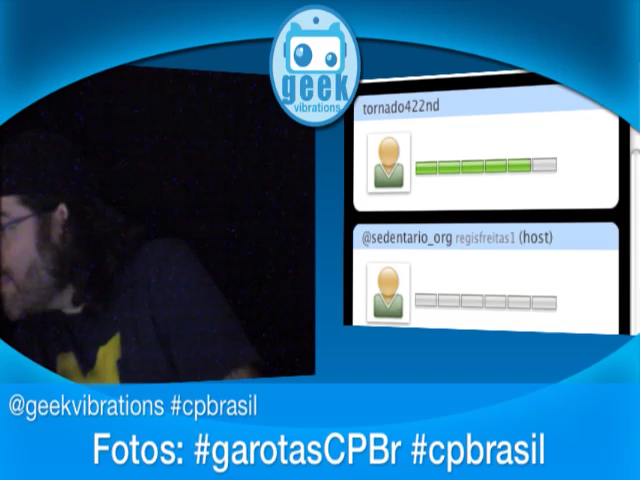 geek
vibrations
tornado422nd
@sedentario_org regisfreitas1 (host)
@geekvibrations #cpbrasil
Fotos: #garotasCPBr #cpbrasil